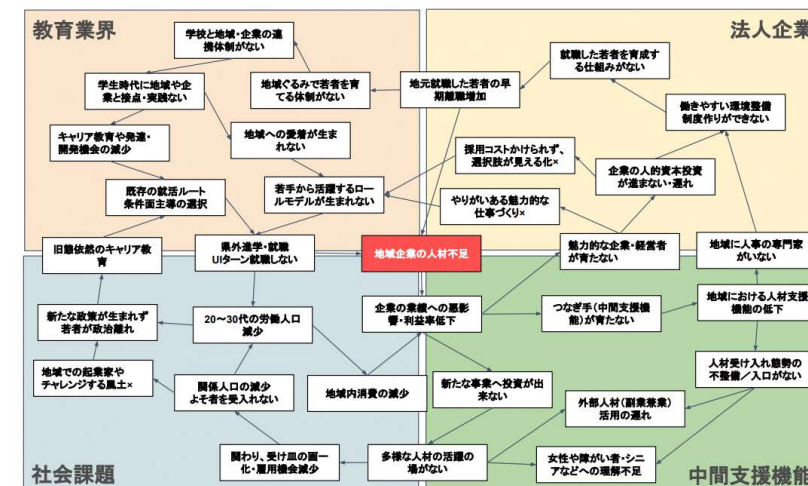 教育業界
法人企業
学校と地域・企業の連
携体制がない
就職した若者を育成す
る仕組みがない
学生時代に地域や企
業と接点・実践ない
地域ぐるみで若者を育
てる体制がない
地元就職した若者の早
期離職増加
働きやすい環境整備
制度作りができない
キャリア教育や発達・
開発機会の減少
地域への愛着が生ま
れない
採用コストかけられず、
選択肢が見える化×
企業の人的資本投資
が進まない・遅れ
既存の就活ルート
条件面主導の選択
若手から活躍するロー
ルモデルが生まれない
やりがいある魅力的な
仕事づくり×
旧態依然のキャリア教
育
県外進学・就職
UIターン就職しない
地域企業の人材不足
魅力的な企業・経営者
が育たない
地域に人事の専門家
がいない
新たな政策が生まれず
若者が政治離れ
20〜30代の労働人口
減少
企業の業績への悪影
響・利益率低下
つなぎ手(中間支援機
能)が育たない
地域における人材支援
機能の低下
地域での起業家や
チャレンジする風土×
関係人口の減少
よそ者を受入れない
地域内消費の減少
新たな事業へ投資が出
来ない
外部人材(副業兼業)
活用の遅れ
人材受け入れ態勢の
不整備／入口がない
関わり、受け皿の画一
化・雇用機会減少
多様な人材の活躍の
場がない
女性や障がい者・シニ
アなどへの理解不足
社会課題
中間支援機能